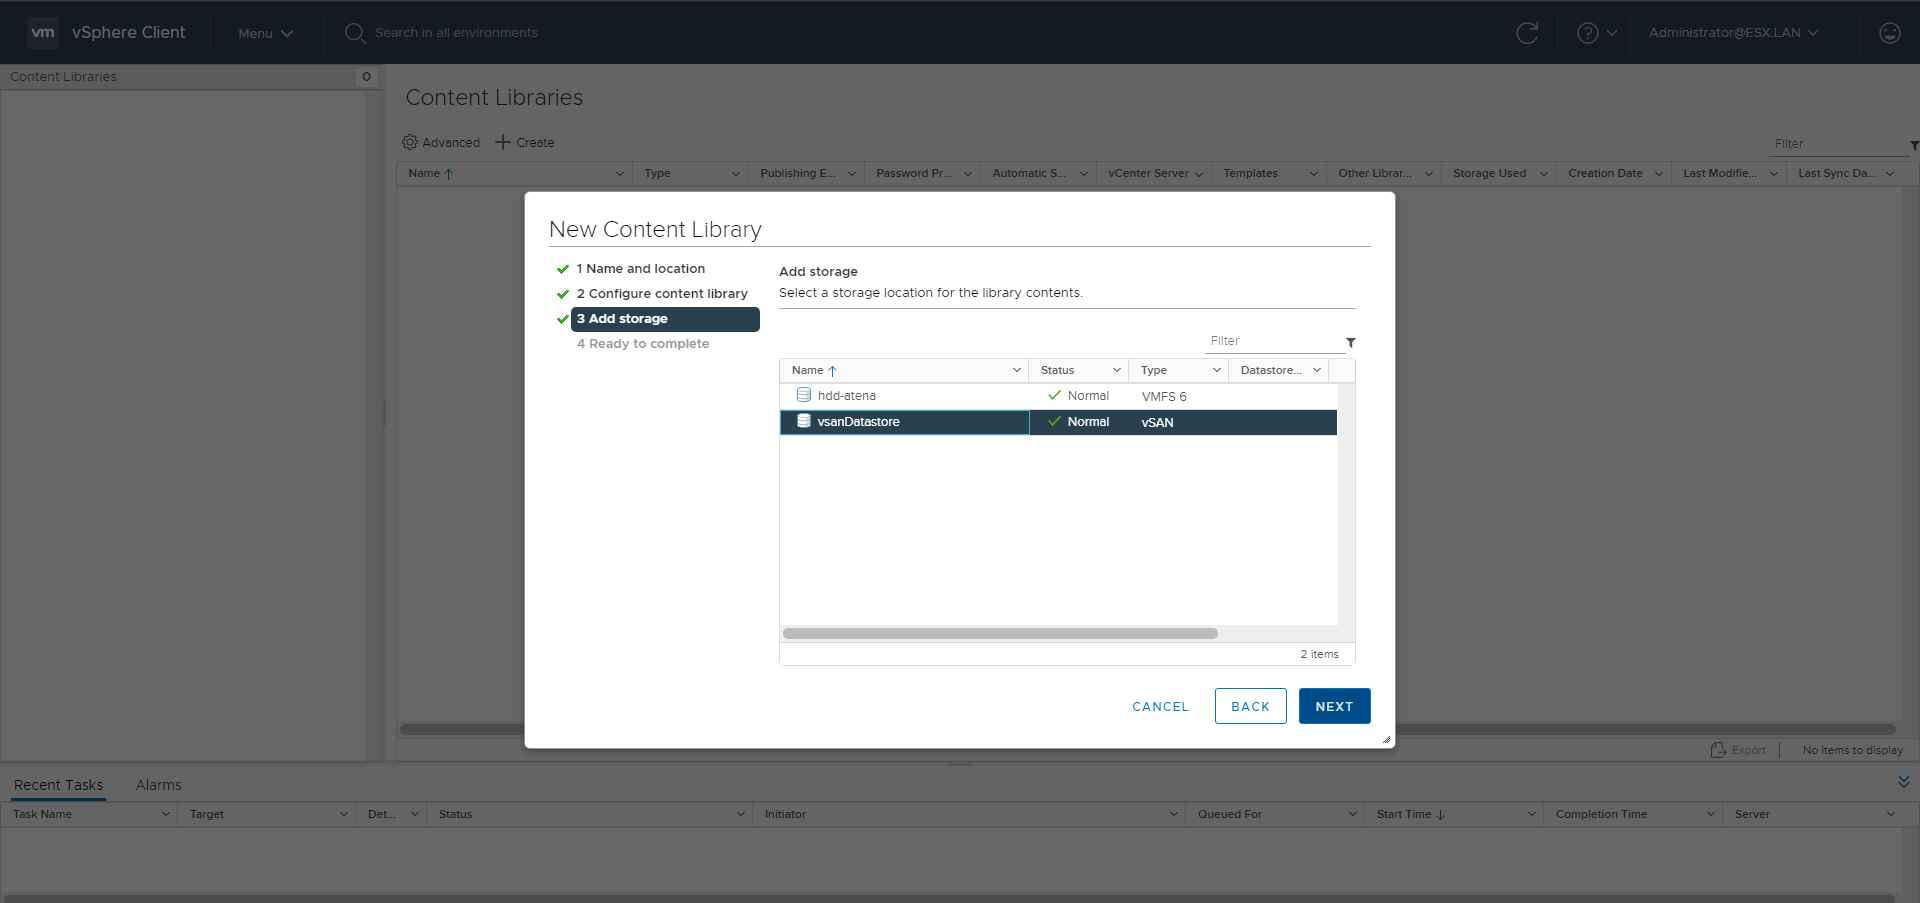 vm vSphere Client Menu Search in all environments Administrator@ESX.LAN
Content Libraries 0
Content Libraries
Advanced Create
Filter
Name Type Publishing E... Password Pr... Automatic S... vCenter Server Templates Other Librar... Storage Used Creation Date Last Modifie... Last Sync Da...
New Content Library
1 Name and location
2 Configure content library
3 Add storage
4 Ready to complete
Add storage
Select a storage location for the library contents.
Filter
Name Status Type Datastore...
hdd-atena Normal VMFS 6
vsanDatastore Normal vSAN
2 items
CANCEL BACK NEXT
Export No items to display
Recent Tasks Alarms
Task Name Target Det... Status Initiator Queued For Start Time Completion Time Server